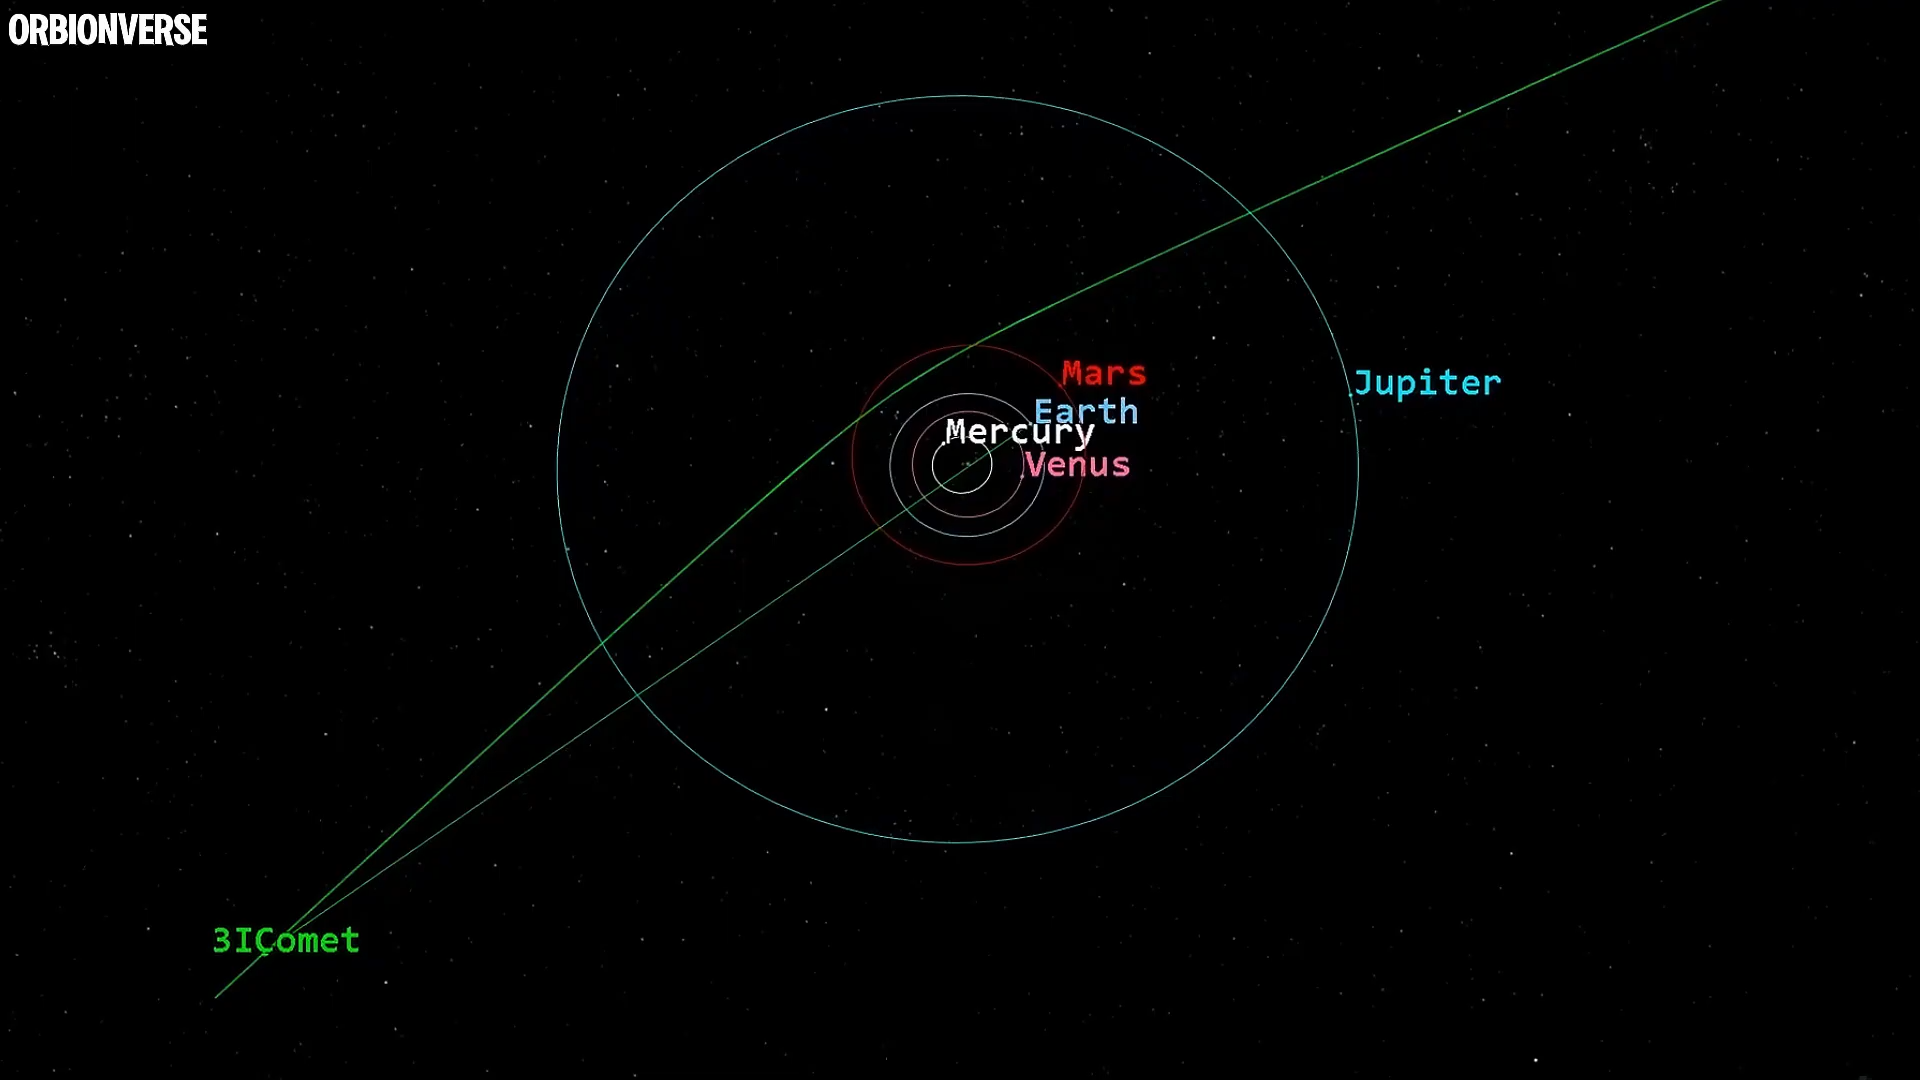 ORBIONVERSE
Mars
Jupiter
Earth
Mercury
Venus
3IComet